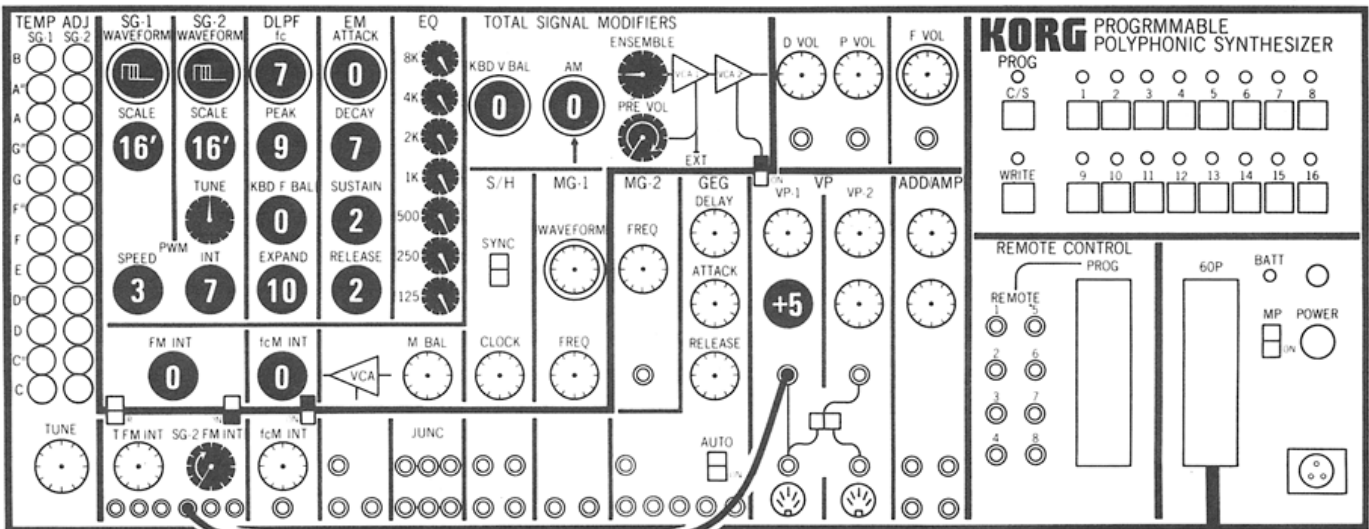 TEMP ADJ
SG-1 SG-2
B
A#
A
G#
G
F#
F
E
D#
D
C#
C
TUNE
SG-1
WAVEFORM
SG-2
WAVEFORM
SCALE
16'
SCALE
16'
TUNE
PWM
SPEED
3
INT
7
FM INT
0
T FM INT
SG-2 FM INT
DLPF
fc
7
PEAK
9
KBD F BAL
0
EXPAND
10
fcM INT
0
IN
fcM INT
EM
ATTACK
0
DECAY
7
SUSTAIN
2
RELEASE
2
VCA
M BAL
EQ
8K
4K
2K
1K
500
250
125
JUNC
TOTAL SIGNAL MODIFIERS
KBD V BAL
0
AM
0
ENSEMBLE
PRE VOL
VCA 1
VCA 2
EXT
ON
S/H
SYNC
CLOCK
MG-1
WAVEFORM
FREQ
MG-2
FREQ
GEG
DELAY
ATTACK
RELEASE
AUTO
ON
D VOL
P VOL
F VOL
VP
VP-1
VP-2
+5
ADD/AMP
KORG PROGRMMABLE
POLYPHONIC SYNTHESIZER
PROG
C/S
1 2 3 4 5 6 7 8
WRITE
9 10 11 12 13 14 15 16
REMOTE CONTROL
PROG
REMOTE
1 5
2 6
3 7
4 8
60P
BATT
MP
ON
POWER